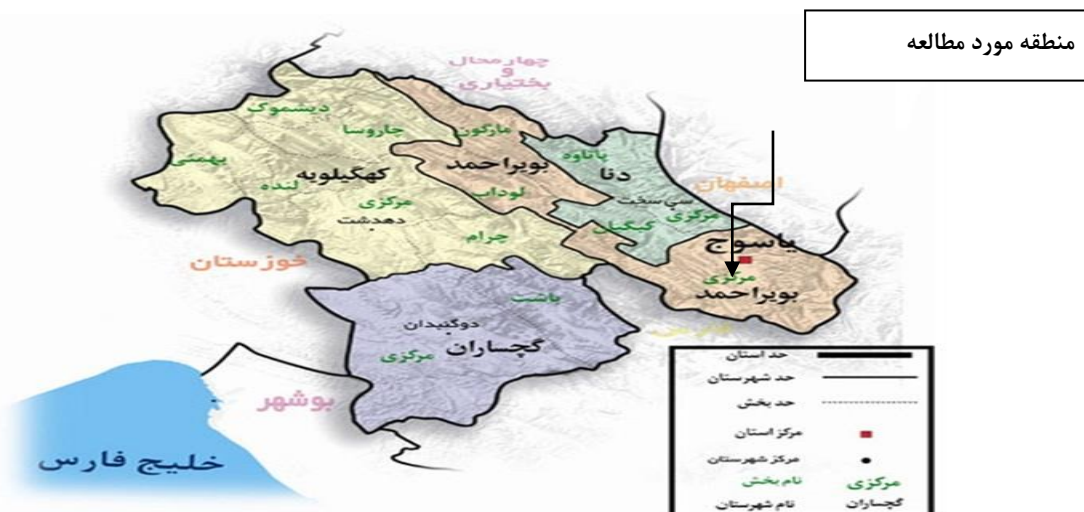 منطقه مورد مطالعه
چهارمحال
و
بختیاری
دیشموک
چاروسا
مارگون
بهمئی
لنده
کهگیلویه
مرکزی
دهدشت
چرام
بویراحمد
لوداب
پاتاوه
دنا
سی سخت
مرکزی
کبگیان
اصفهان
یاسوج
مرکزی
بویراحمد
خوزستان
باشت
دوگنبدان
گچساران
مرکزی
بوشهر
خلیج فارس
حد استان
حد شهرستان
حد بخش
مرکز استان
مرکز شهرستان
نام بخش مرکزی
نام شهرستان گچساران